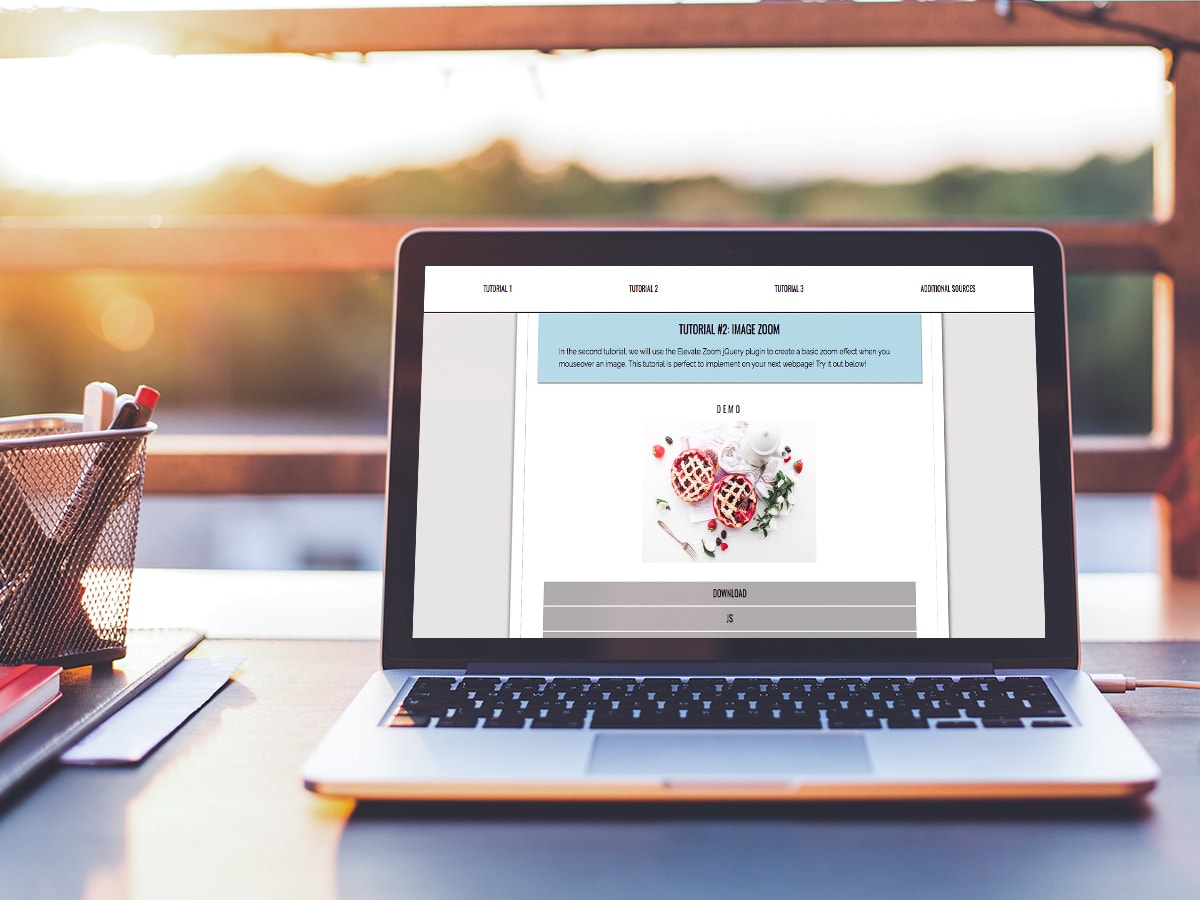 TUTORIAL 1 TUTORIAL 2 TUTORIAL 3 ADDITIONAL SOURCES
TUTORIAL #2: IMAGE ZOOM
In the second tutorial, we will use the Elevate Zoom jQuery plugin to create a basic zoom effect when you
mouseover an image. This tutorial is perfect to implement on your next webpage! Try it out below!
DEMO
DOWNLOAD
JS